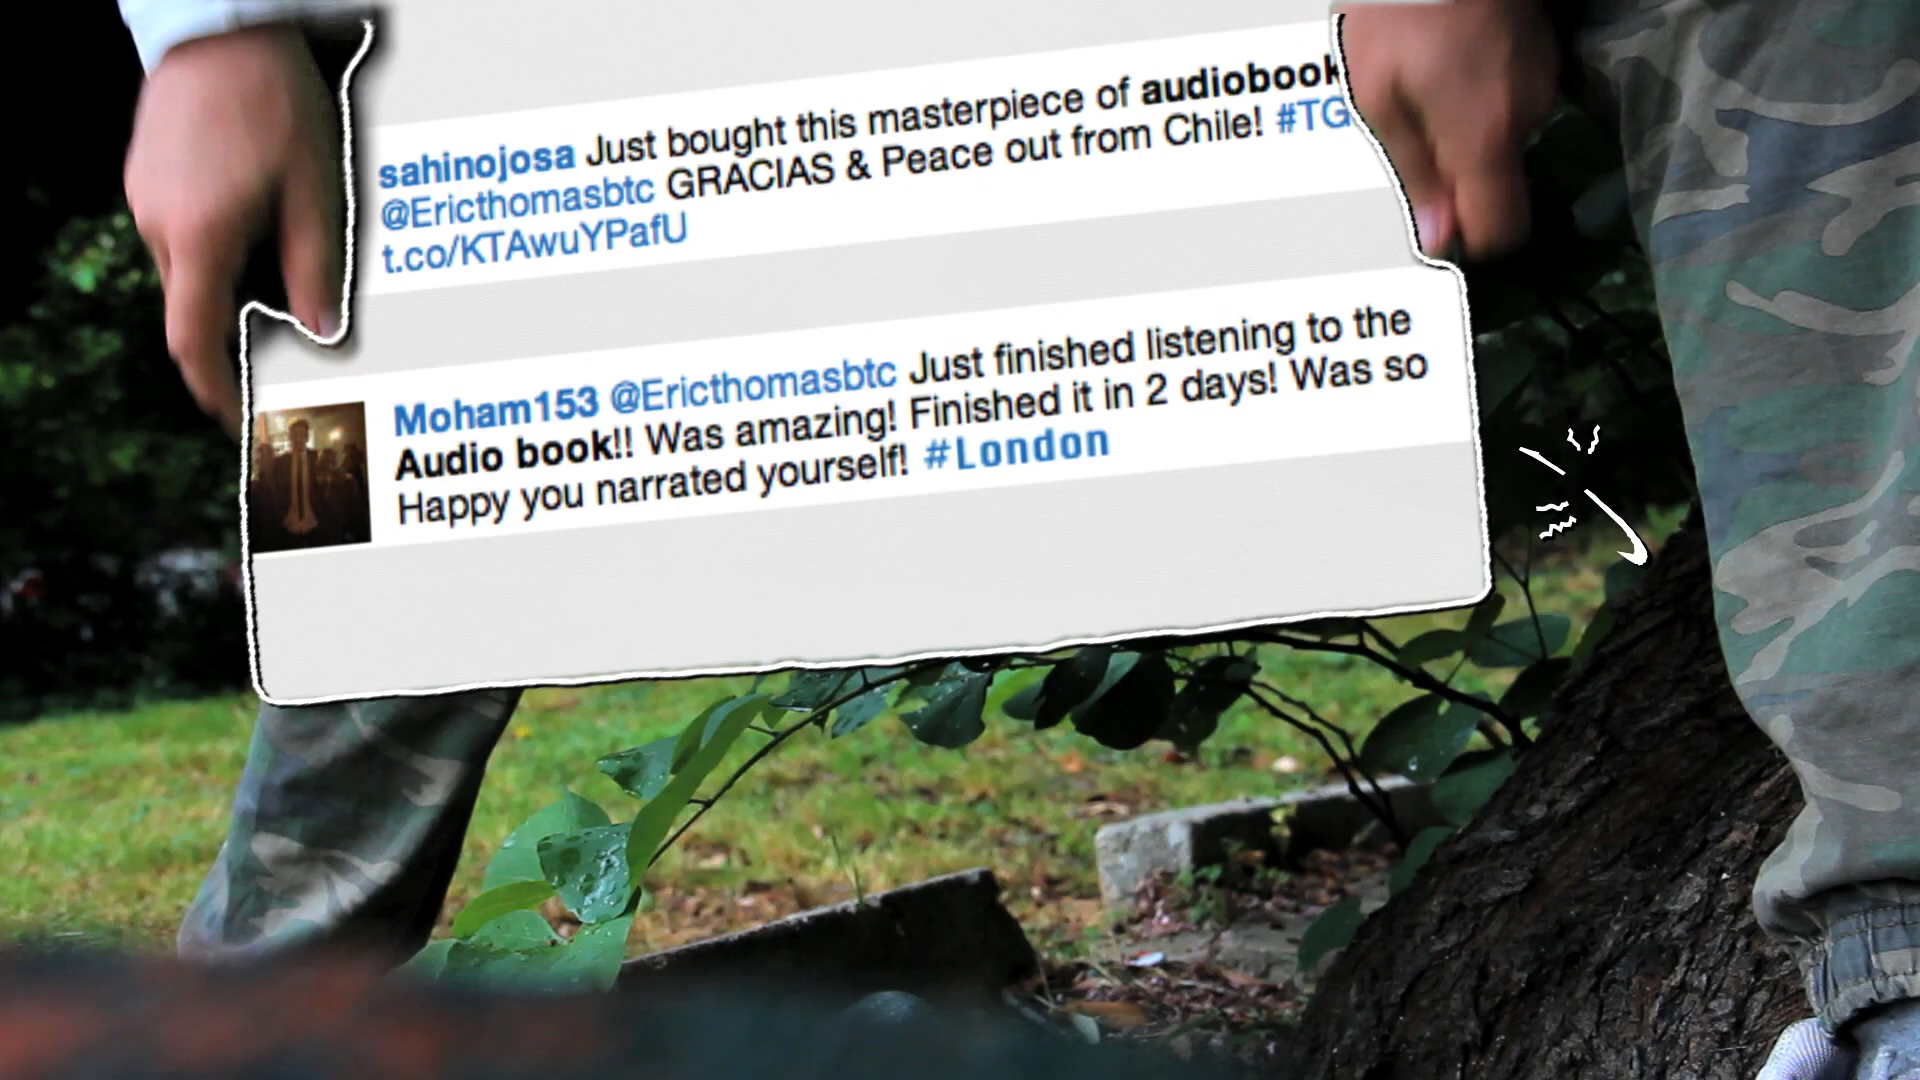 sahinojosa Just bought this masterpiece of audiobook
@Ericthomasbtc GRACIAS & Peace out from Chile!
t.co/KTAwuYPafU
Moham153 @Ericthomasbtc Just finished listening to the
Audio book!! Was amazing! Finished it in 2 days! Was so
Happy you narrated yourself! #London